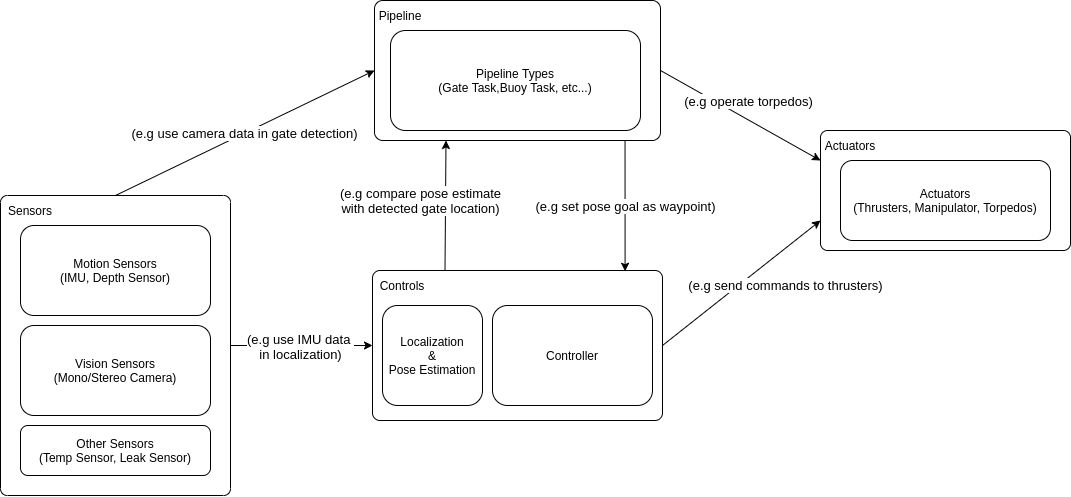 Pipeline
Pipeline Types
(Gate Task,Buoy Task, etc...)
(e.g operate torpedos)
(e.g use camera data in gate detection)
Actuators
Actuators
(Thrusters, Manipulator, Torpedos)
(e.g compare pose estimate
with detected gate location)
(e.g set pose goal as waypoint)
Sensors
Motion Sensors
(IMU, Depth Sensor)
Vision Sensors
(Mono/Stereo Camera)
Other Sensors
(Temp Sensor, Leak Sensor)
(e.g use IMU data
in localization)
Controls
Localization
&
Pose Estimation
Controller
(e.g send commands to thrusters)